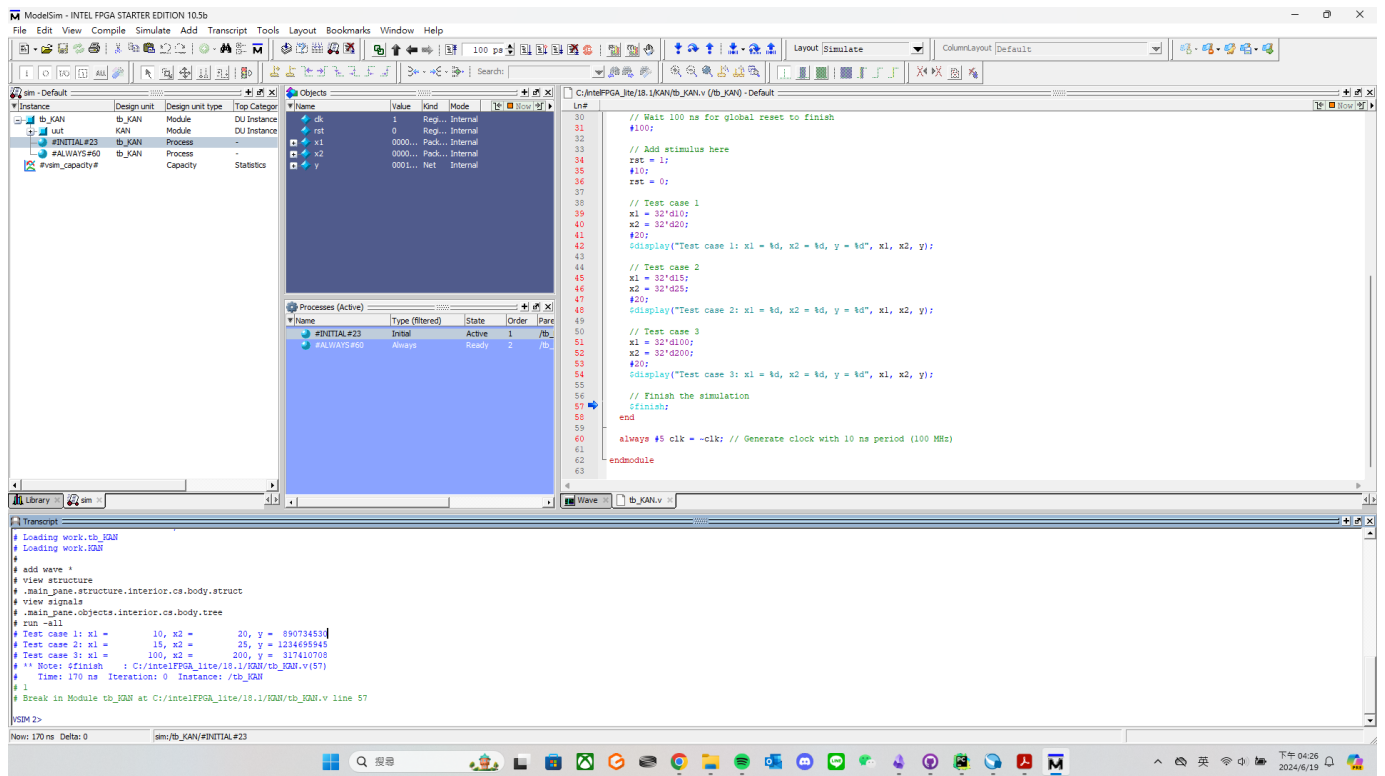 ModelSim - INTEL FPGA STARTER EDITION 10.5b
File Edit View Compile Simulate Add Transcript Tools Layout Bookmarks Window Help
100 ps
Layout Simulate
ColumnLayout Default
Search:
sim - Default
Instance Design unit Design unit type Top Categor
tb_KAN tb_KAN Module DU Instance
uut KAN Module DU Instance
#INITIAL#23 tb_KAN Process -
#ALWAYS#60 tb_KAN Process -
#vsim_capacity# Capacity Statistics
Library sim
Objects
Name Value Kind Mode Now
clk 1 Regi... Internal
rst 0 Regi... Internal
x1 0000... Pack... Internal
x2 0000... Pack... Internal
y 0001... Net Internal
Processes (Active)
Name Type (filtered) State Order Pare
#INITIAL#23 Initial Active 1 /tb_
#ALWAYS#60 Always Ready 2 /tb_
C:/intelFPGA_lite/18.1/KAN/tb_KAN.v (/tb_KAN) - Default
Ln# Now
30 // Wait 100 ns for global reset to finish
31 #100;
32
33 // Add stimulus here
34 rst = 1;
35 #10;
36 rst = 0;
37
38 // Test case 1
39 x1 = 32'd10;
40 x2 = 32'd20;
41 #20;
42 $display("Test case 1: x1 = %d, x2 = %d, y = %d", x1, x2, y);
43
44 // Test case 2
45 x1 = 32'd15;
46 x2 = 32'd25;
47 #20;
48 $display("Test case 2: x1 = %d, x2 = %d, y = %d", x1, x2, y);
49
50 // Test case 3
51 x1 = 32'd100;
52 x2 = 32'd200;
53 #20;
54 $display("Test case 3: x1 = %d, x2 = %d, y = %d", x1, x2, y);
55
56 // Finish the simulation
57 $finish;
58 end
59
60 always #5 clk = ~clk; // Generate clock with 10 ns period (100 MHz)
61
62 endmodule
63
Wave tb_KAN.v
Transcript
# Loading work.tb_KAN
# Loading work.KAN
#
# add wave *
# view structure
# .main_pane.structure.interior.cs.body.struct
# view signals
# .main_pane.objects.interior.cs.body.tree
# run -all
# Test case 1: x1 = 10, x2 = 20, y = 890734530
# Test case 2: x1 = 15, x2 = 25, y = 1234695945
# Test case 3: x1 = 100, x2 = 200, y = 317410708
# ** Note: $finish : C:/intelFPGA_lite/18.1/KAN/tb_KAN.v(57)
# Time: 170 ns Iteration: 0 Instance: /tb_KAN
# 1
# Break in Module tb_KAN at C:/intelFPGA_lite/18.1/KAN/tb_KAN.v line 57
VSIM 2>
Now: 170 ns Delta: 0 sim:/tb_KAN/#INITIAL#23
搜尋
英
下午 04:26
2024/6/19